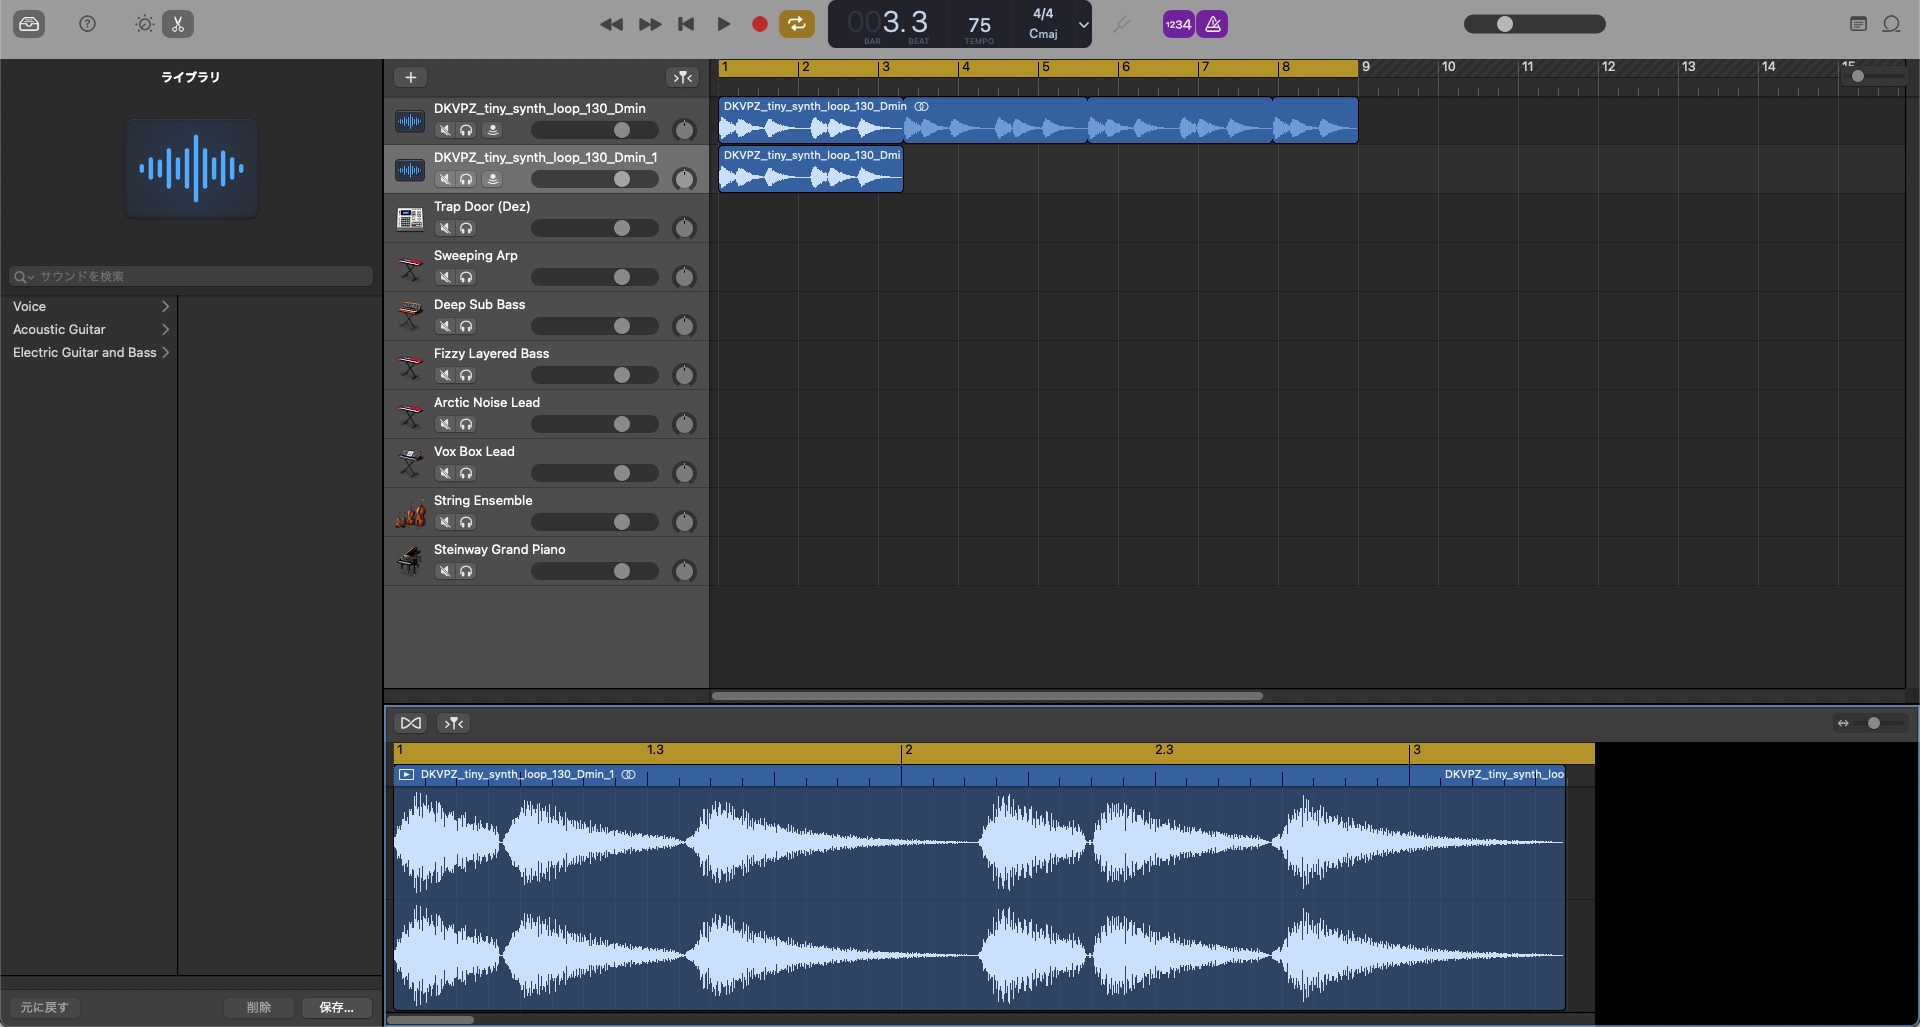 003.3
BAR
BEAT
75
TEMPO
4/4
Cmaj
1234
ライブラリ
サウンドを検索
Voice
Acoustic Guitar
Electric Guitar and Bass
元に戻す
削除
保存...
1 2 3 4 5 6 7 8 9 10 11 12 13 14 15
DKVPZ_tiny_synth_loop_130_Dmin
DKVPZ_tiny_synth_loop_130_Dmin_1
Trap Door (Dez)
Sweeping Arp
Deep Sub Bass
Fizzy Layered Bass
Arctic Noise Lead
Vox Box Lead
String Ensemble
Steinway Grand Piano
DKVPZ_tiny_synth_loop_130_Dmin
DKVPZ_tiny_synth_loop_130_Dmi
1 1.3 2 2.3 3
DKVPZ_tiny_synth_loop_130_Dmin_1
DKVPZ_tiny_synth_loo